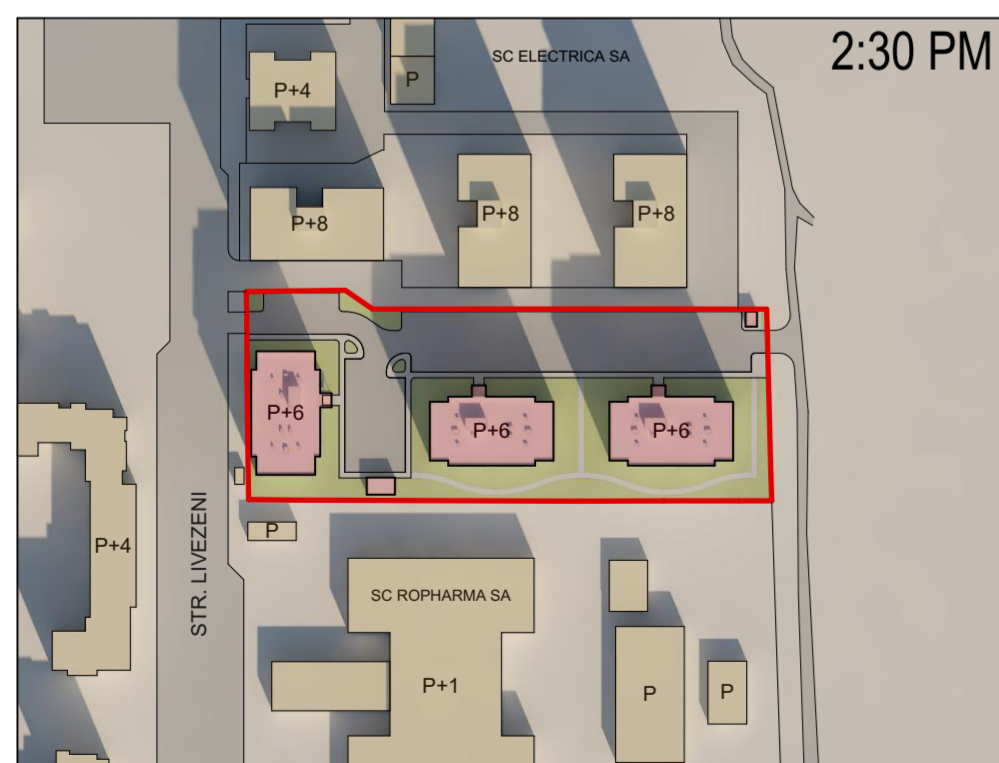 2:30 PM
SC ELECTRICA SA
P+4
P
P+8
P+8
P+8
P+6
P+6
P+6
STR. LIVEZENI
P+4
P
SC ROPHARMA SA
P+1
P
P